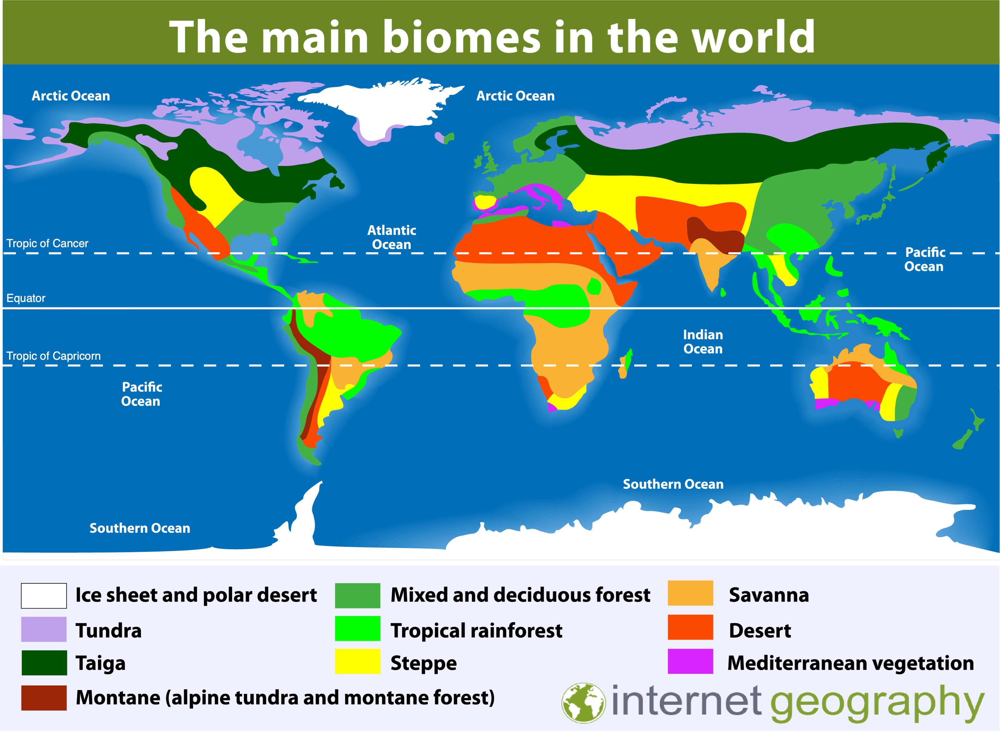 The main biomes in the world
Arctic Ocean
Arctic Ocean
Atlantic
Ocean
Tropic of Cancer
Pacific
Ocean
Equator
Indian
Ocean
Tropic of Capricorn
Pacific
Ocean
Southern Ocean
Southern Ocean
Ice sheet and polar desert
Tundra
Taiga
Montane (alpine tundra and montane forest)
Mixed and deciduous forest
Tropical rainforest
Steppe
Savanna
Desert
Mediterranean vegetation
internet geography